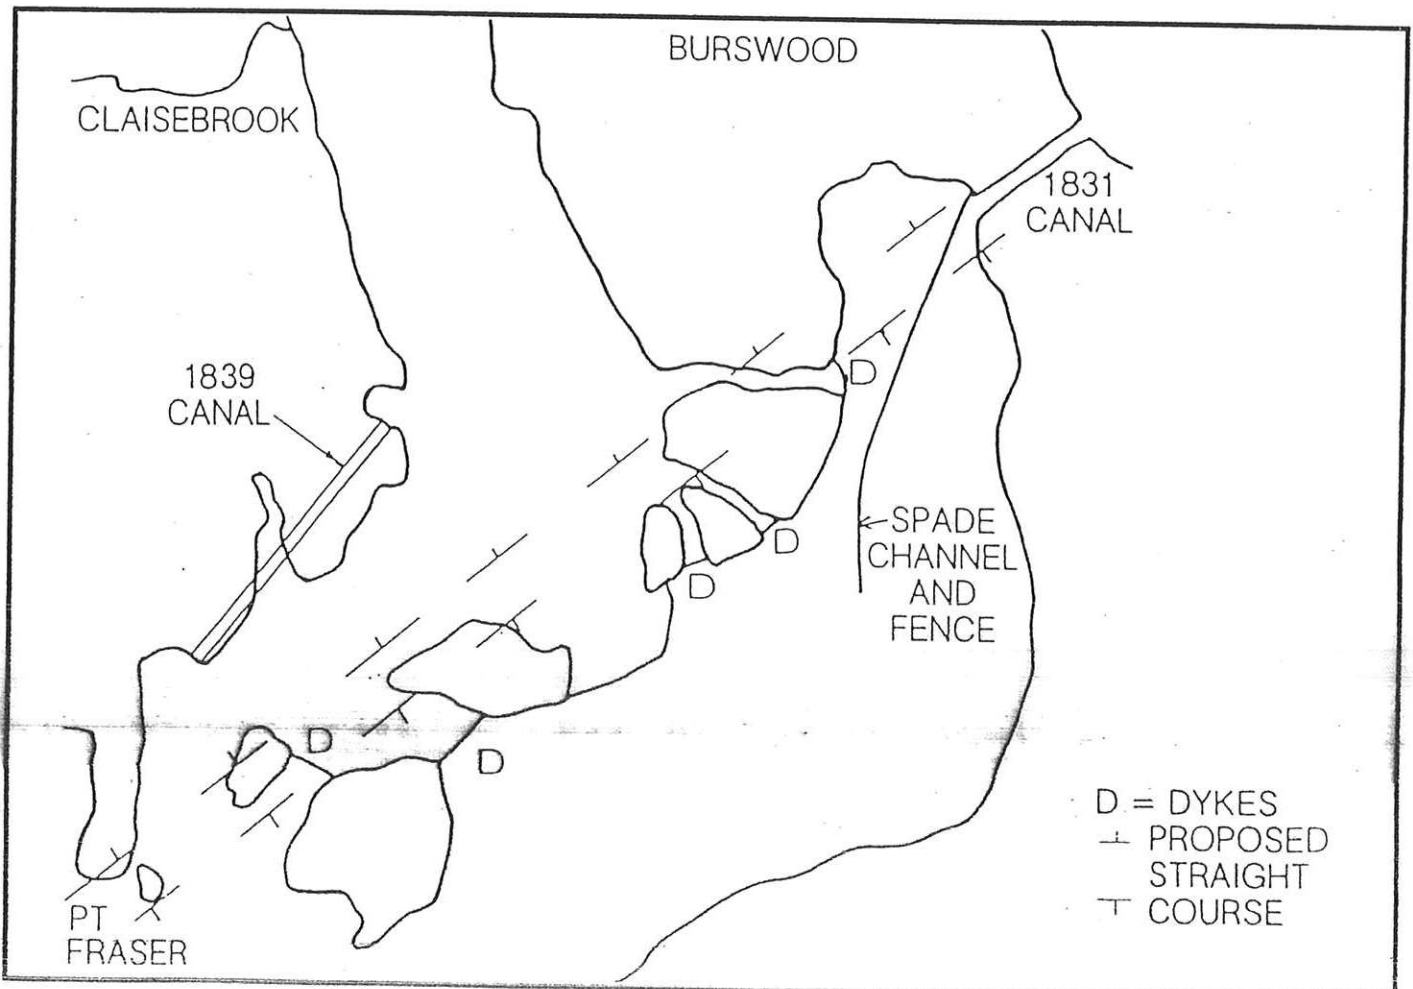 BURSWOOD
CLAISEBROOK
1831
CANAL
1839
CANAL
D
SPADE
CHANNEL
AND
FENCE
D
D
D
D
D = DYKES
PROPOSED
STRAIGHT
COURSE
PT
FRASER